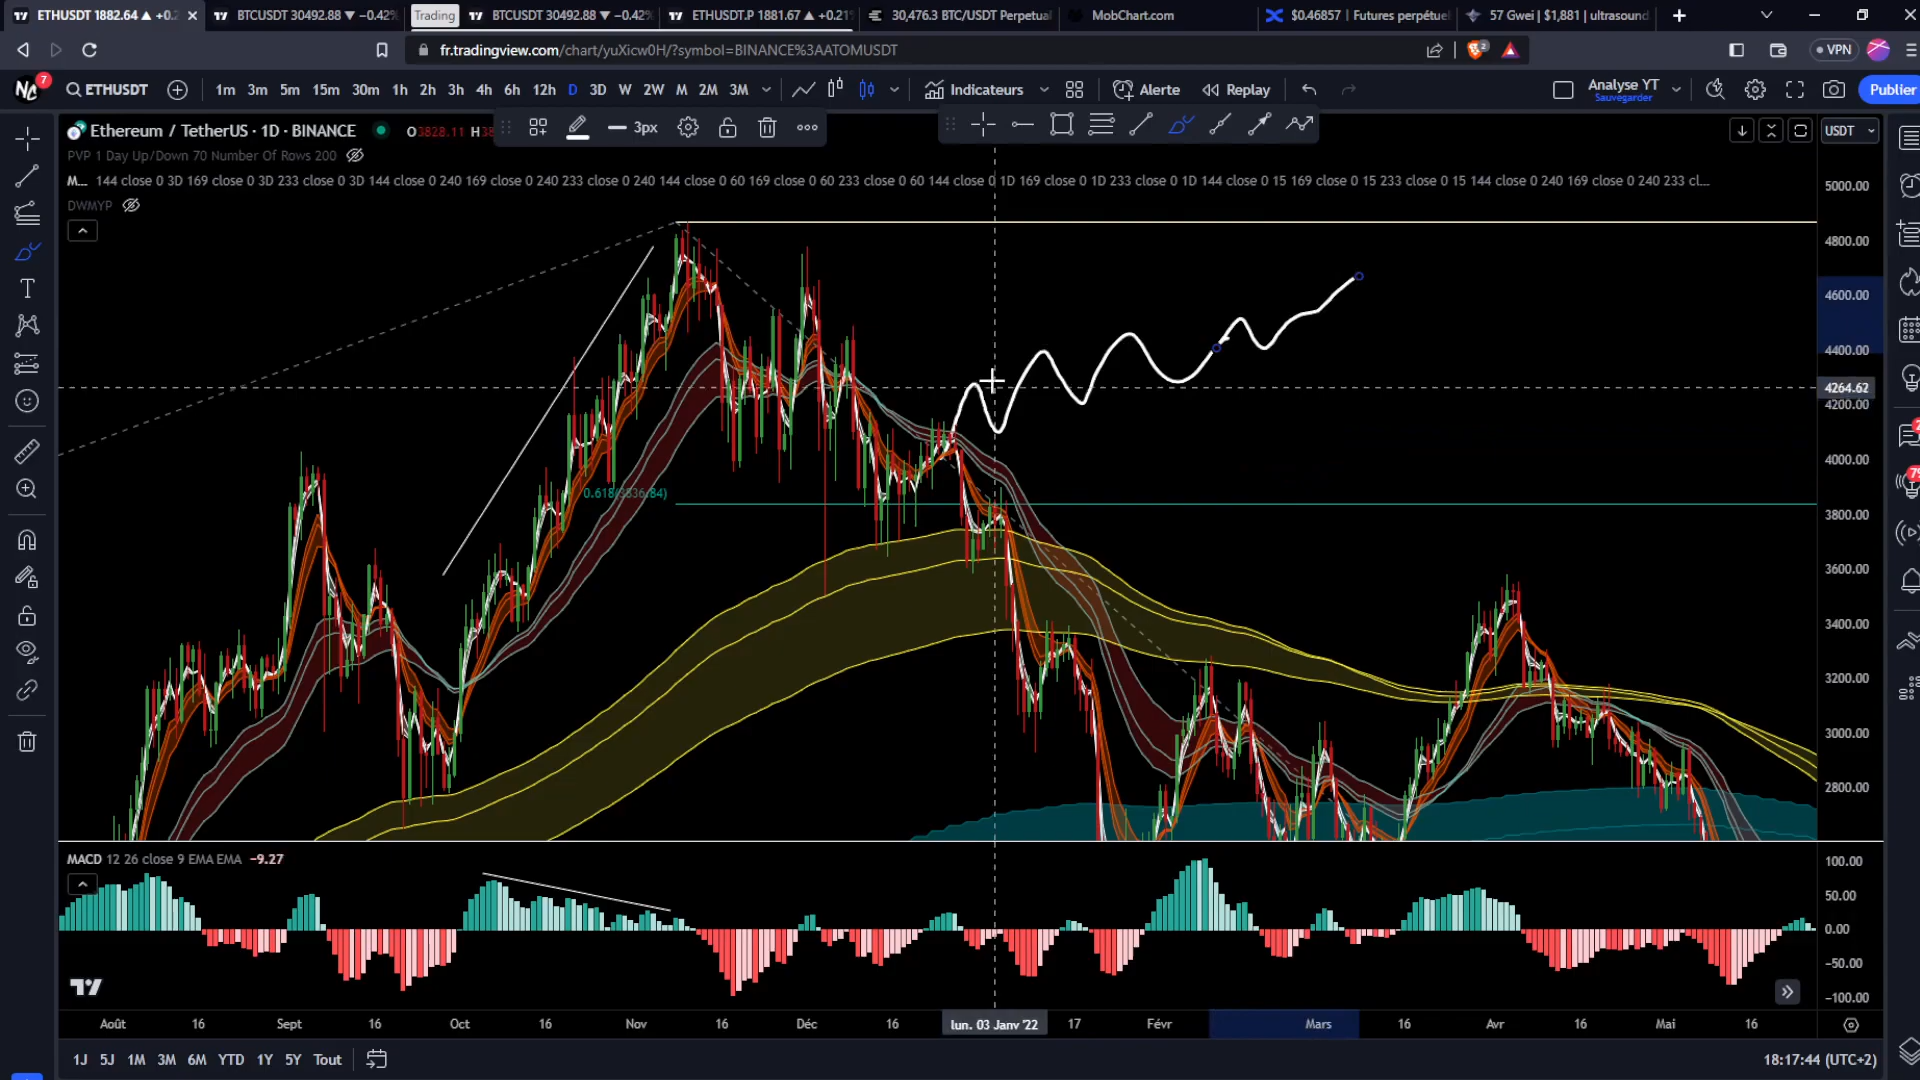 ETHUSDT 1882.64 ▲ +0.2
BTCUSDT 30492.88 ▼ −0.42%
Trading
BTCUSDT 30492.88 ▼ −0.42%
ETHUSDT.P 1881.67 ▲ +0.21%
30,476.3 BTC/USDT Perpetual
MobChart.com
$0.46857 | Futures perpétue
57 Gwei | $1,881 | ultrasound
fr.tradingview.com/chart/yuXicw0H/?symbol=BINANCE%3AATOMUSDT
2
VPN
7
ETHUSDT
1m 3m 5m 15m 30m 1h 2h 3h 4h 6h 12h D 3D W 2W M 2M 3M
Indicateurs
Alerte
Replay
Analyse YT
Sauvegarder
Publier
Ethereum / TetherUS · 1D · BINANCE
O3828.11 H38
3px
USDT
PVP 1 Day Up/Down 70 Number Of Rows 200
M... 144 close 0 3D 169 close 0 3D 233 close 0 3D 144 close 0 240 169 close 0 240 233 close 0 240 144 close 0 60 169 close 0 60 233 close 0 60 144 close 0 1D 169 close 0 1D 233 close 0 1D 144 close 0 15 169 close 0 15 233 close 0 15 144 close 0 240 169 close 0 240 233 cl...
DWMYP
5000.00
4800.00
4600.00
4400.00
4264.62
4200.00
4000.00
0.618(3836.84)
3800.00
3600.00
3400.00
3200.00
3000.00
2800.00
MACD 12 26 close 9 EMA EMA −9.27
100.00
50.00
0.00
−50.00
−100.00
Août 16 Sept 16 Oct 16 Nov 16 Déc 16 lun. 03 Janv '22 17 Févr Mars 16 Avr 16 Mai 16
1J 5J 1M 3M 6M YTD 1Y 5Y Tout
18:17:44 (UTC+2)